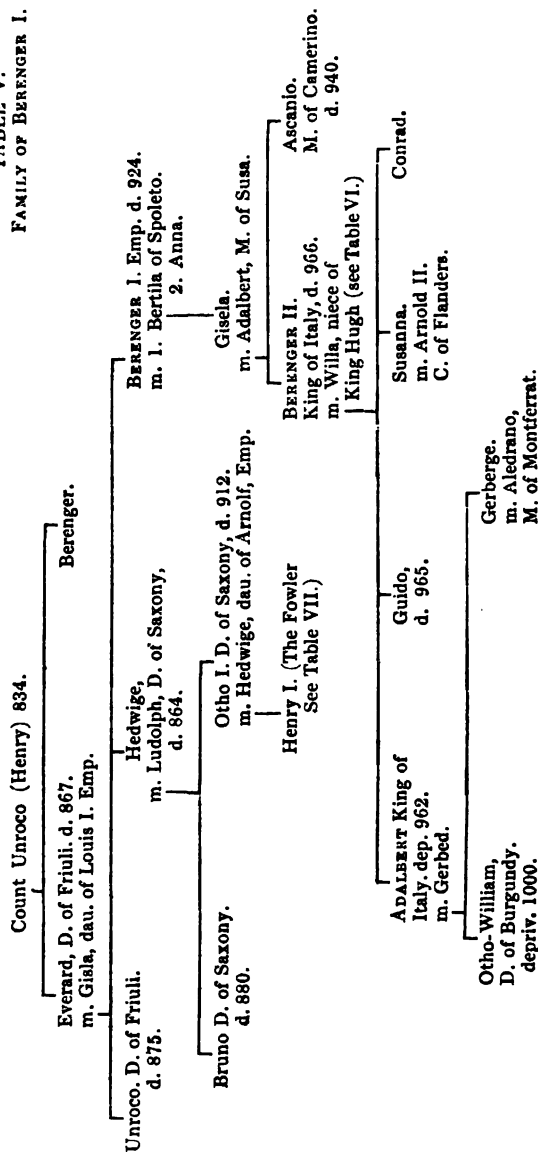 TABLE V.
FAMILY OF BERENGER I.
Count Unroco (Henry) 834.
Everard, D. of Friuli. d. 867.
m. Gisla, dau. of Louis I. Emp.
Berenger.
Unroco. D. of Friuli.
d. 875.
Hedwige,
m. Ludolph, D. of Saxony,
d. 864.
BERENGER I. Emp. d. 924.
m. 1. Bertila of Spoleto.
2. Anna.
Bruno D. of Saxony.
d. 880.
Otho I. D. of Saxony, d. 912.
m. Hedwige, dau. of Arnolf, Emp.
Gisela.
m. Adalbert, M. of Susa.
Henry I. (The Fowler
See Table VII.)
BERENGER II.
King of Italy, d. 966.
m. Willa, niece of
King Hugh (see Table VI.)
Ascanio.
M. of Camerino.
d. 940.
ADALBERT King of
Italy. dep. 962.
m. Gerbed.
Guido,
d. 965.
Susanna.
m. Arnold II.
C. of Flanders.
Conrad.
Otho-William,
D. of Burgundy.
depriv. 1000.
Gerberge.
m. Aledrano,
M. of Montferrat.